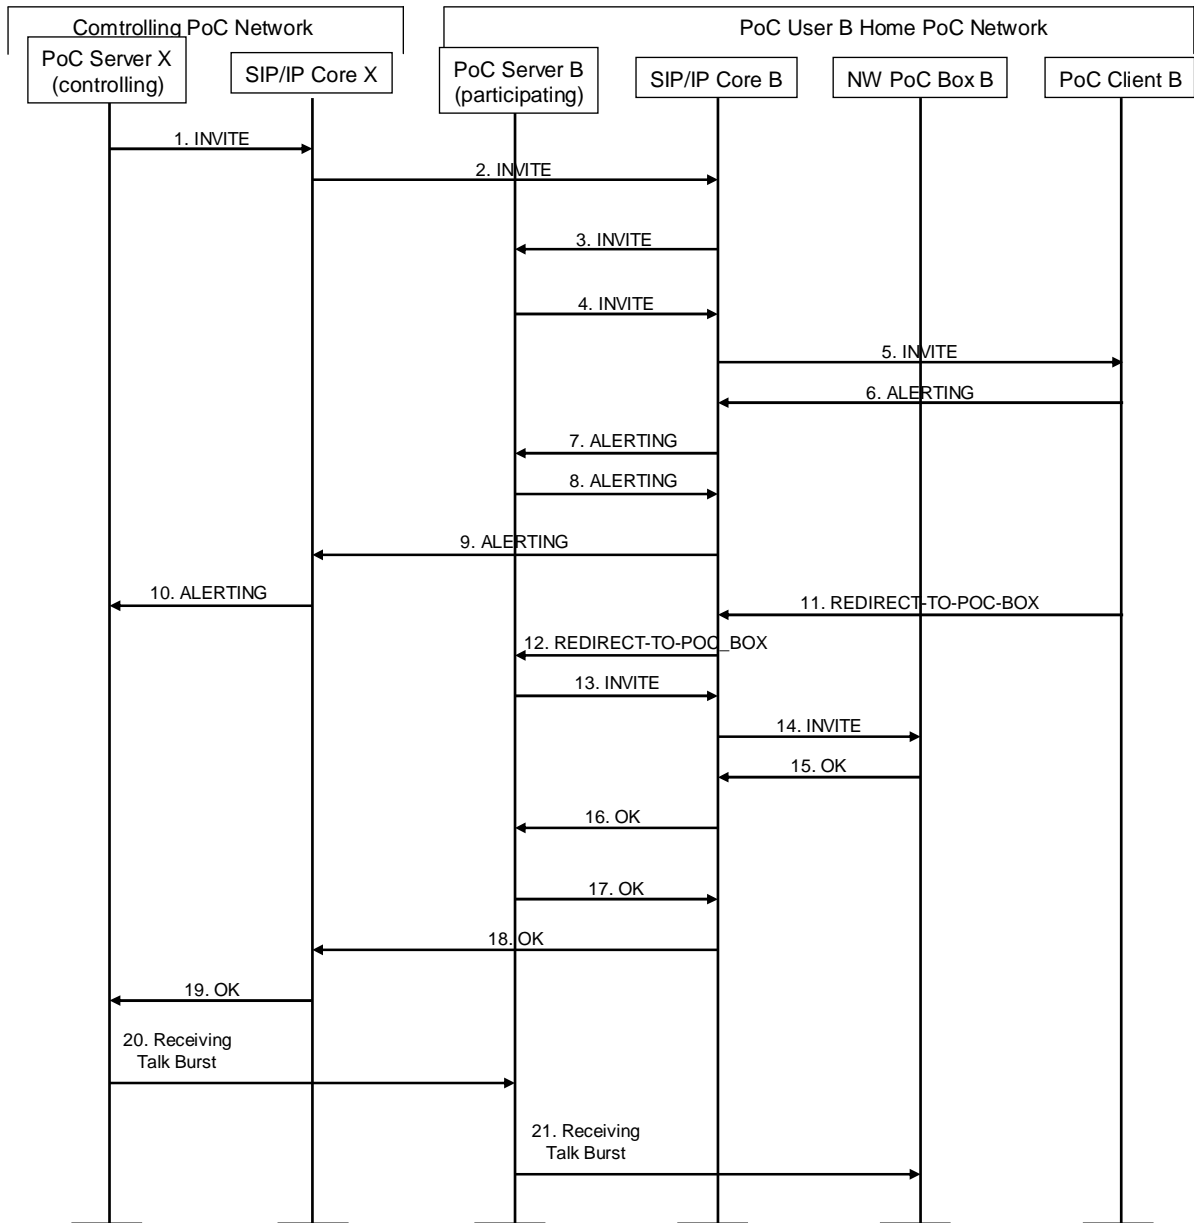 Comtrolling PoC Network
PoC User B Home PoC Network
PoC Server X
(controlling)
SIP/IP Core X
PoC Server B
(participating)
SIP/IP Core B
NW PoC Box B
PoC Client B
1. INVITE
2. INVITE
3. INVITE
4. INVITE
5. INVITE
6. ALERTING
7. ALERTING
8. ALERTING
9. ALERTING
10. ALERTING
11. REDIRECT-TO-POC-BOX
12. REDIRECT-TO-POC_BOX
13. INVITE
14. INVITE
15. OK
16. OK
17. OK
18. OK
19. OK
20. Receiving
Talk Burst
21. Receiving
Talk Burst